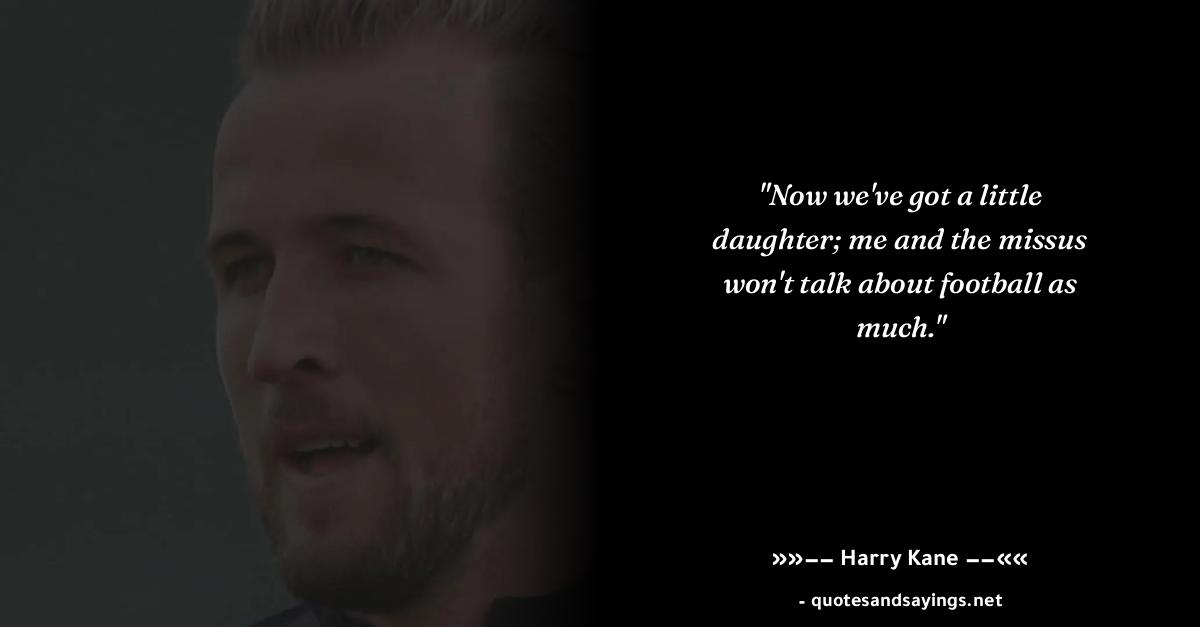 "Now we've got a little
daughter; me and the missus
won't talk about football as
much."
»»−− Harry Kane −−««
- quotesandsayings.net